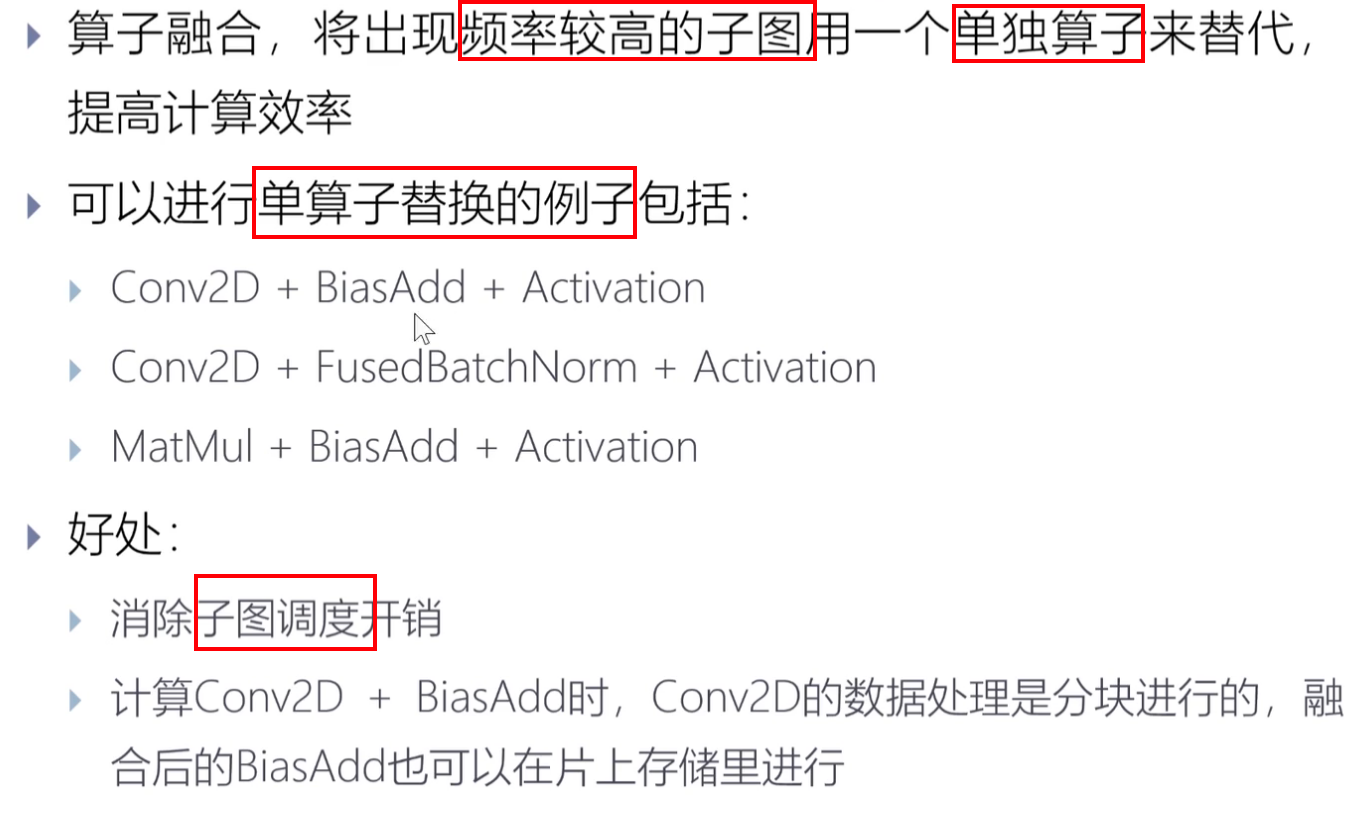 算子融合，将出现频率较高的子图用一个单独算子来替代，
提高计算效率
可以进行单算子替换的例子包括：
Conv2D + BiasAdd + Activation
Conv2D + FusedBatchNorm + Activation
MatMul + BiasAdd + Activation
好处：
消除子图调度开销
计算Conv2D + BiasAdd时，Conv2D的数据处理是分块进行的，融
合后的BiasAdd也可以在片上存储里进行